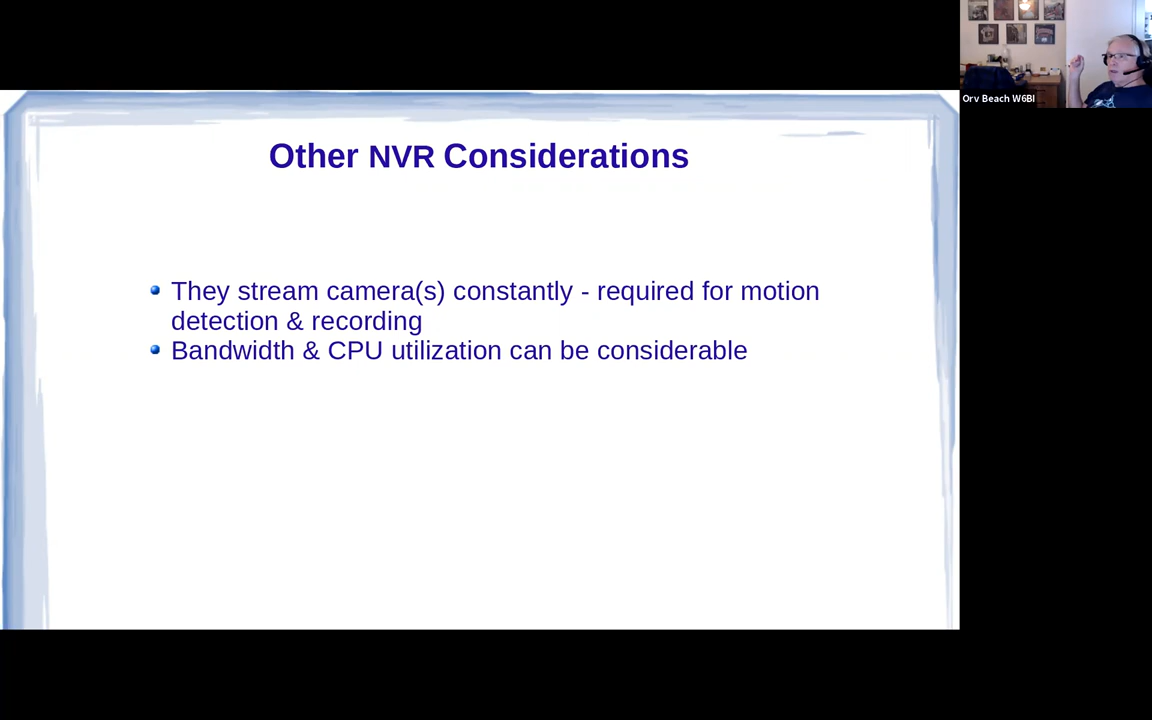 Orv Beach W6BI
Other NVR Considerations
They stream camera(s) constantly - required for motion
detection & recording
Bandwidth & CPU utilization can be considerable